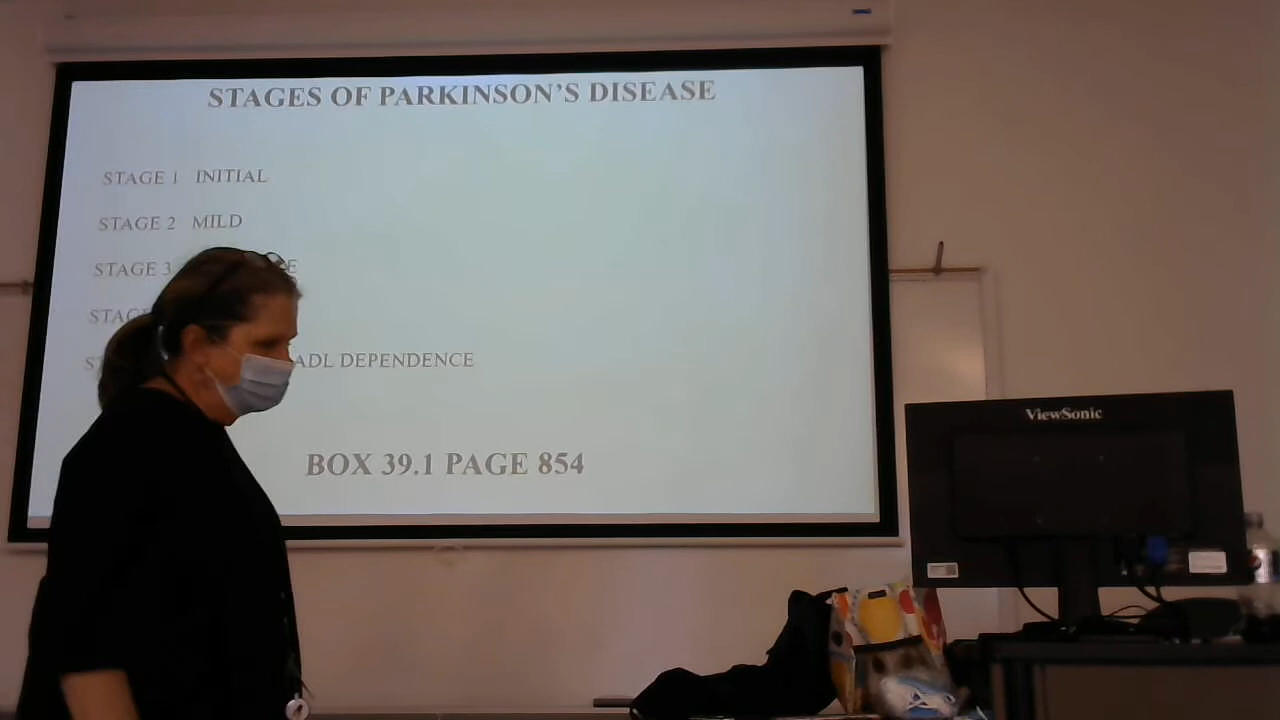 STAGES OF PARKINSON'S DISEASE
STAGE 1 INITIAL
STAGE 2 MILD
STAGE 3
ADL DEPENDENCE
BOX 39.1 PAGE 854
ViewSonic